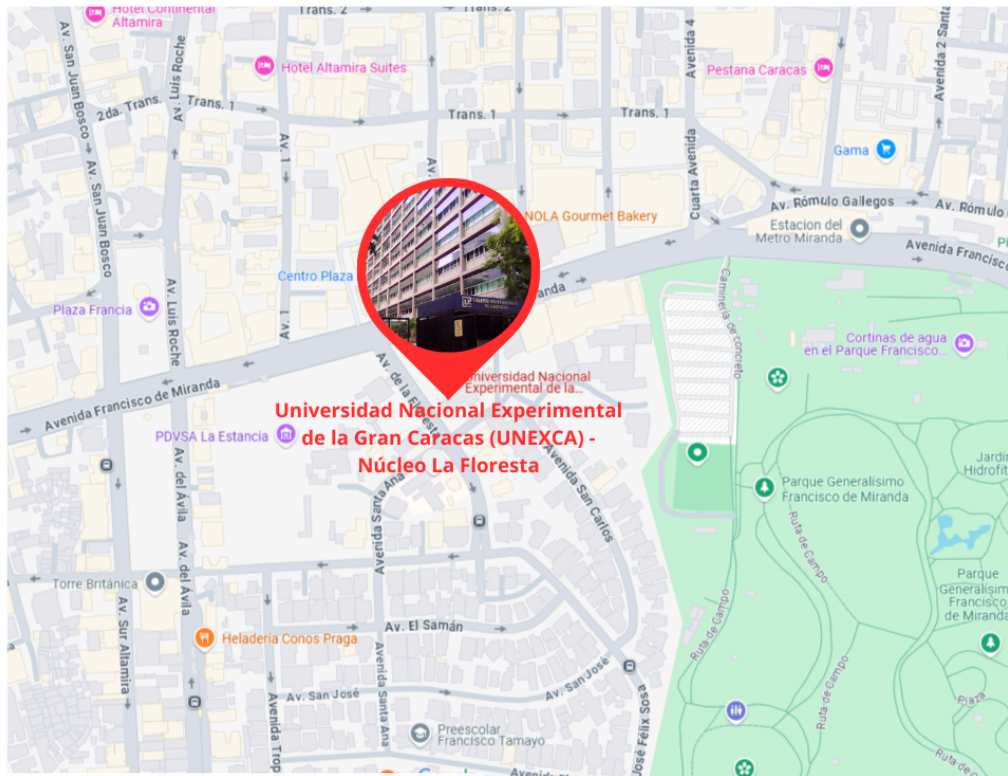 Hotel Continental
Altamira
Trans. 2
Trans. 2
Avenida 4
Avenida 2 Santa
Av. San Juan Bosco
Av. Luis Roche
Hotel Altamira Suites
Pestana Caracas
2da. Trans.
Trans. 1
Trans. 1
Trans. 1
Av. 1
Av.
Gama
Cuarta Avenida
Av. San Juan Bosco
NOLA Gourmet Bakery
Av. Rómulo Gallegos
Av. Rómulo
Estacion del
Metro Miranda
Avenida Francisco
Centro Plaza
Plaza Francia
Av. Luis Roche
Av. 1
Caminería de concreto
Cortinas de agua
en el Parque Francisco...
Avenida Francisco de Miranda
Av. de la Floresta
Universidad Nacional
Experimental de la...
Universidad Nacional Experimental
de la Gran Caracas (UNEXCA) -
Núcleo La Floresta
PDVSA La Estancia
Av. del Ávila
Avenida Santa Ana
Avenida San Carlos
Parque Generalísimo
Francisco de Miranda
Ruta de Campo
Av. del Ávila
Torre Británica
Av. Sur Altamira
Heladería Conos Praga
Av. El Samán
Avenida Santa Ana
Av. San José
Av. San José
José Félix Sosa
Ruta de Campo
Ruta de Campo
Parque
Francisco
de Miranda
Plaza
Preescolar
Francisco Tamayo